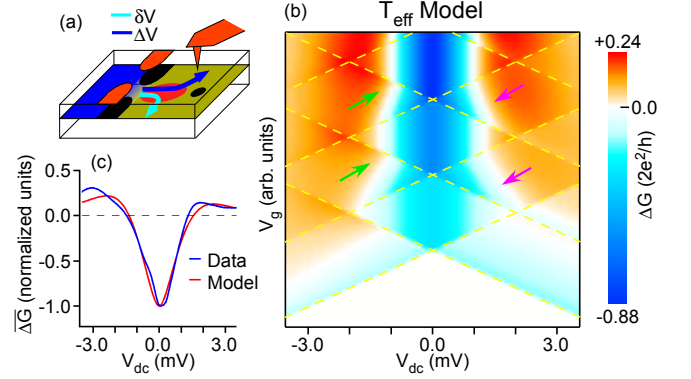 (a)
δV
ΔV
(c)
0.5
0.0
-0.5
-1.0
ΔG (normalized units)
Data
Model
-3.0
0.0
3.0
V_dc (mV)
(b)
T_eff Model
V_g (arb. units)
-3.0
0.0
3.0
V_dc (mV)
+0.24
-0.0
-0.88
ΔG (2e²/h)